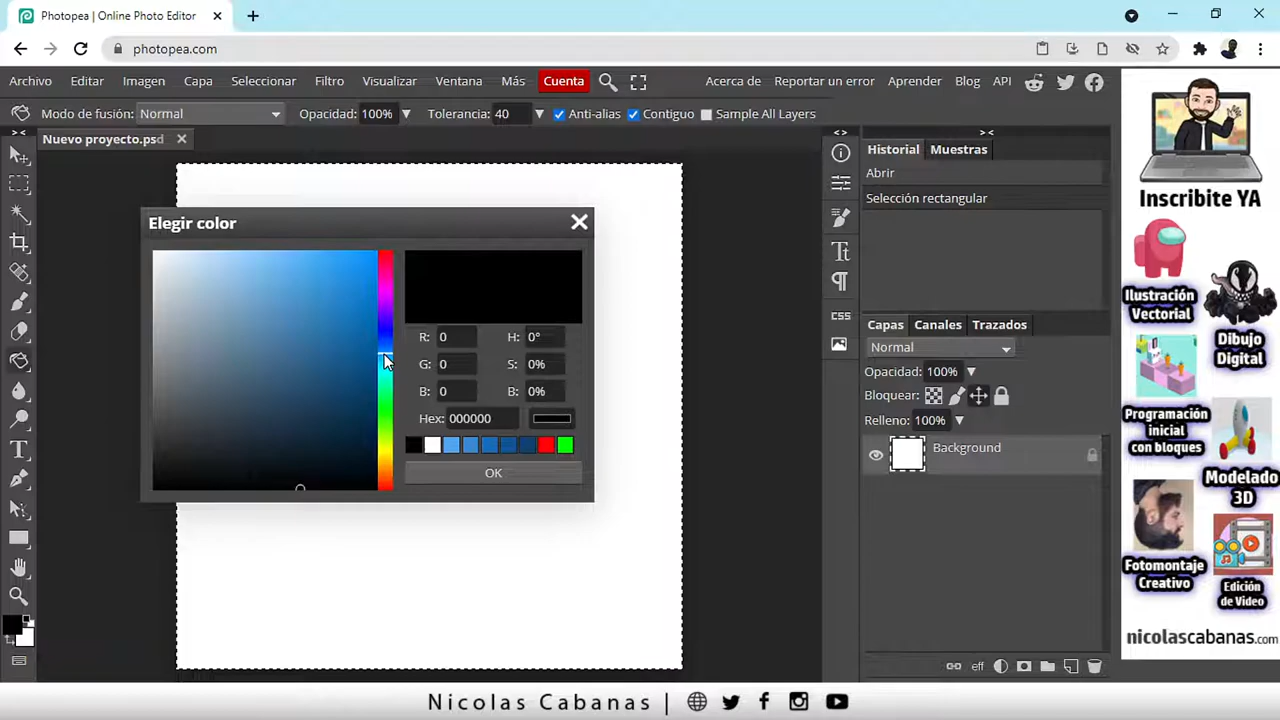 Photopea | Online Photo Editor
photopea.com
Archivo Editar Imagen Capa Seleccionar Filtro Visualizar Ventana Más Cuenta Acerca de Reportar un error Aprender Blog API
Modo de fusión: Normal Opacidad: 100% Tolerancia: 40 Anti-alias Contiguo Sample All Layers
Nuevo proyecto.psd
Elegir color
R: 0 H: 0°
G: 0 S: 0%
B: 0 B: 0%
Hex: 000000
OK
CSS
Historial Muestras
Abrir
Selección rectangular
Capas Canales Trazados
Normal
Opacidad: 100%
Bloquear:
Relleno: 100%
Background
eff
Inscribite YA
Ilustración
Vectorial
Dibujo
Digital
Programación
inicial
con bloques
Modelado
3D
Fotomontaje
Creativo
Edición
de Video
nicolascabanas.com
Nicolas Cabanas |